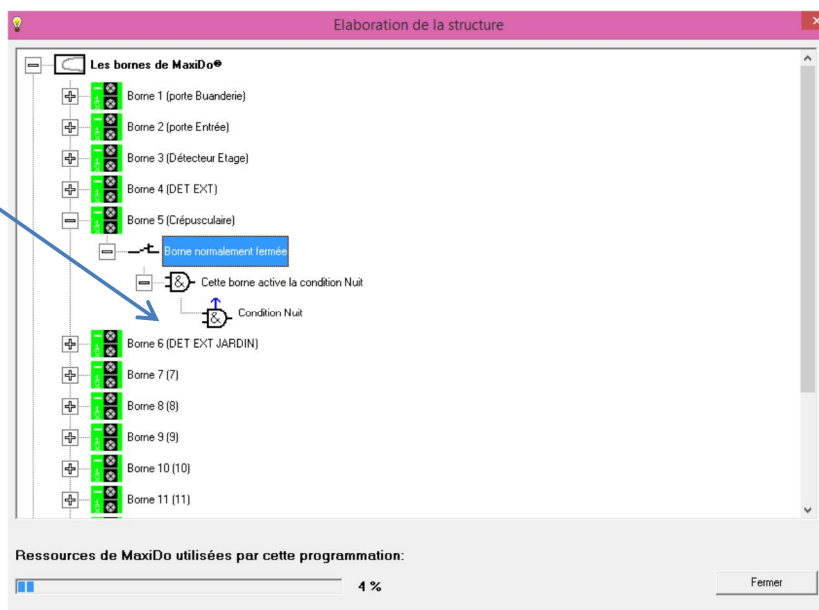 Elaboration de la structure
Les bornes de MaxiDo®
Borne 1 (porte Buanderie)
Borne 2 (porte Entrée)
Borne 3 (Détecteur Etage)
Borne 4 (DET EXT)
Borne 5 (Crépusculaire)
Borne normalement fermée
Cette borne active la condition Nuit
Condition Nuit
Borne 6 (DET EXT JARDIN)
Borne 7 (7)
Borne 8 (8)
Borne 9 (9)
Borne 10 (10)
Borne 11 (11)
Ressources de MaxiDo utilisées par cette programmation:
4 %
Fermer